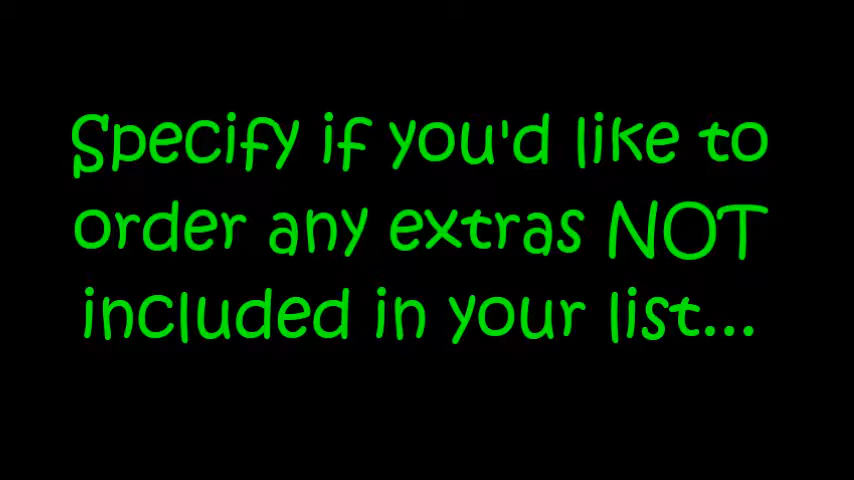 Specify if you'd like to
order any extras NOT
included in your list...